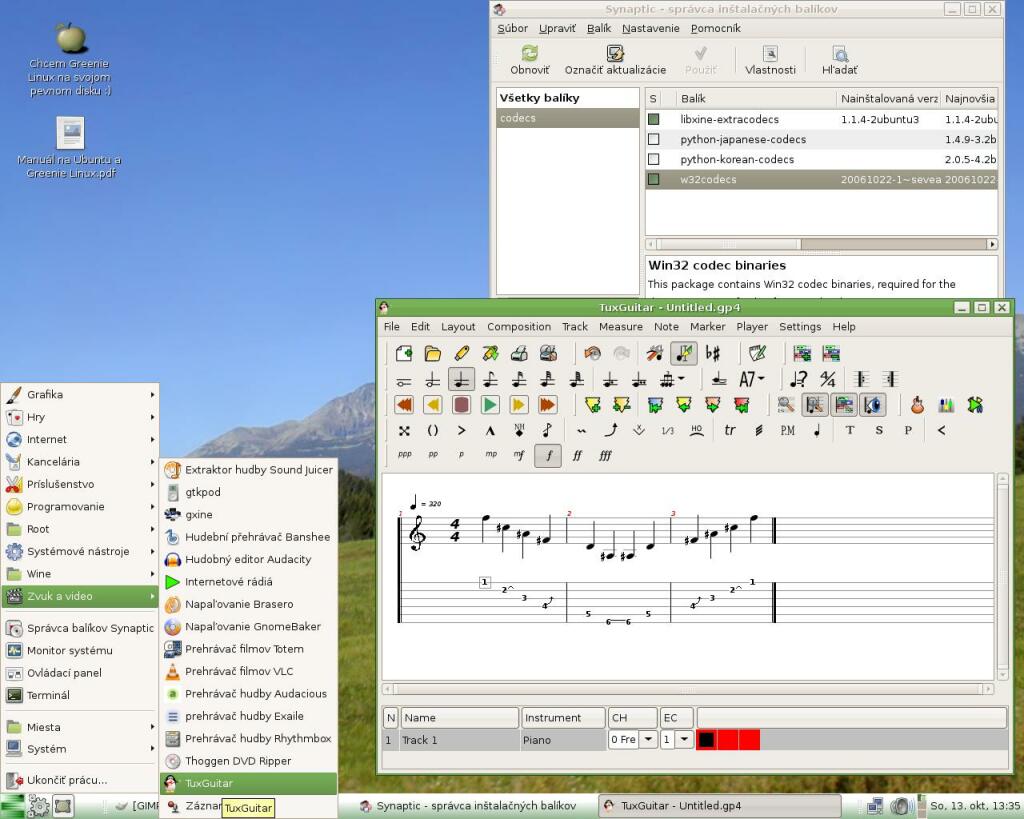 Chcem Greenie
Linux na svojom
pevnom disku :)
Manuál na Ubuntu a
Greenie Linux.pdf
Synaptic - správca inštalačných balíkov
Súbor Upraviť Balík Nastavenie Pomocník
Obnoviť Označiť aktualizácie Použiť Vlastnosti Hľadať
Všetky balíky
codecs
S Balík Nainštalovaná verz Najnovšia
libxine-extracodecs 1.1.4-2ubuntu3 1.1.4-2ubu
python-japanese-codecs 1.4.9-3.2b
python-korean-codecs 2.0.5-4.2b
w32codecs 20061022-1~sevea 20061022-
Win32 codec binaries
This package contains Win32 codec binaries, required for the
TuxGuitar - Untitled.gp4
File Edit Layout Composition Track Measure Note Marker Player Settings Help
A7
1/3 HO tr P.M T S P
ppp pp p mp mf f ff fff
= 320
1 2 3
4 4
1 2 3 4 5 6 6 5 4 3 2 1
N Name Instrument CH EC
1 Track 1 Piano 0 Fre 1
Grafika
Hry
Internet
Kancelária
Príslušenstvo
Programovanie
Root
Systémové nástroje
Wine
Zvuk a video
Správca balíkov Synaptic
Monitor systému
Ovládací panel
Terminál
Miesta
Systém
Ukončiť prácu...
Extraktor hudby Sound Juicer
gtkpod
gxine
Hudební přehrávač Banshee
Hudobný editor Audacity
Internetové rádiá
Napaľovanie Brasero
Napaľovanie GnomeBaker
Prehrávač filmov Totem
Prehrávač filmov VLC
Prehrávač hudby Audacious
prehrávač hudby Exaile
Prehrávač hudby Rhythmbox
Thoggen DVD Ripper
TuxGuitar
Záznam
TuxGuitar
[GIMP
Synaptic - správca inštalačných balíkov
TuxGuitar - Untitled.gp4
So, 13. okt, 13:35